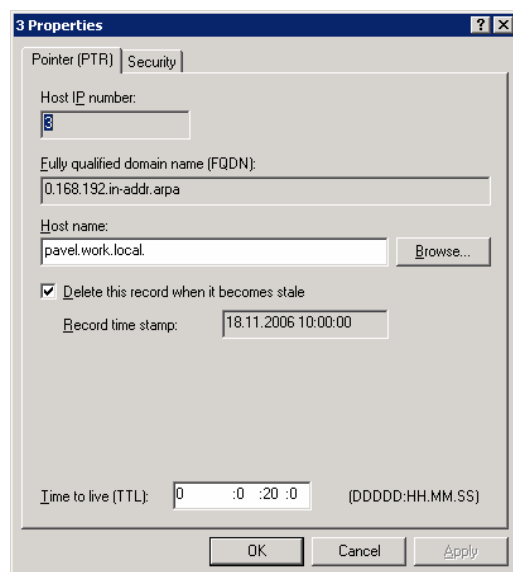 3 Properties
Pointer (PTR) Security
Host IP number:
3
Fully qualified domain name (FQDN):
0.168.192.in-addr.arpa
Host name:
pavel.work.local.
Browse...
Delete this record when it becomes stale
Record time stamp: 18.11.2006 10:00:00
Time to live (TTL): 0 :0 :20 :0 (DDDDD:HH.MM.SS)
OK Cancel Apply